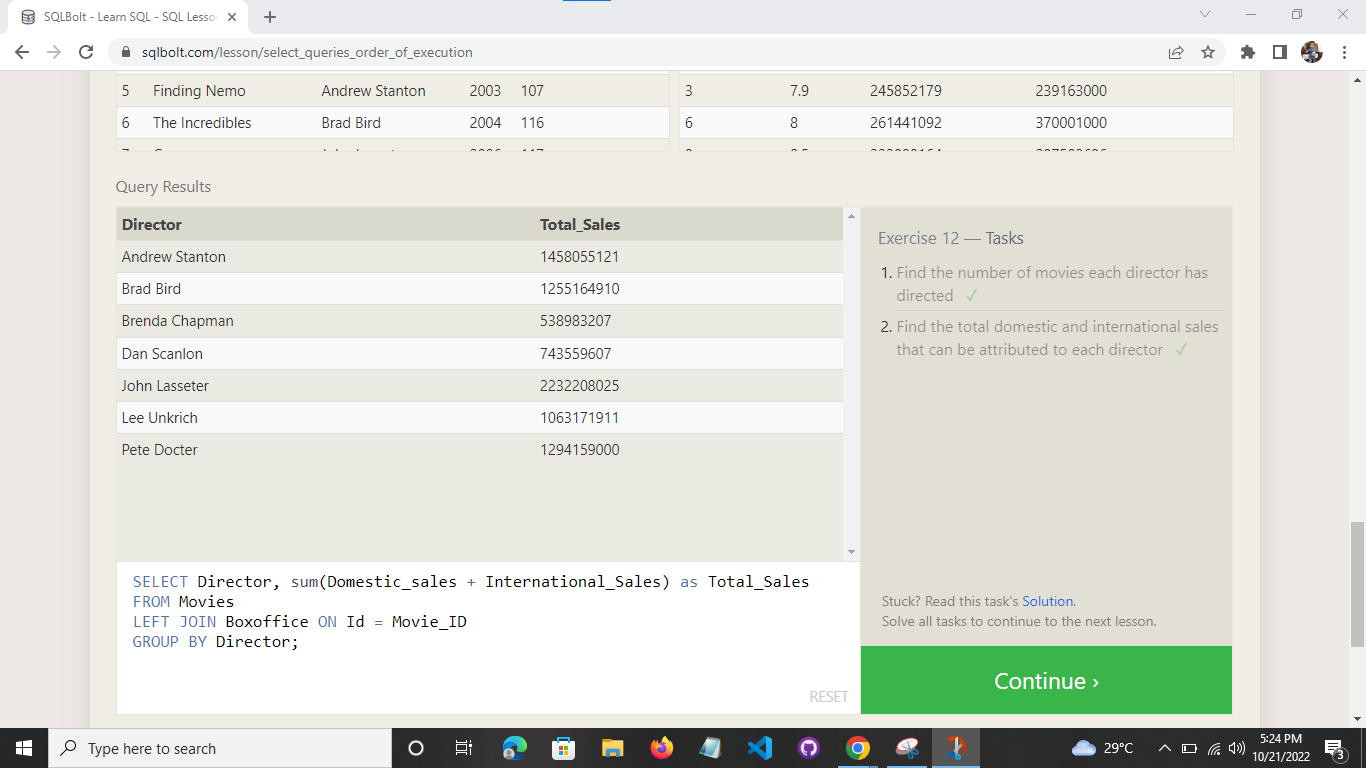 SQLBolt - Learn SQL - SQL Lesson
sqlbolt.com/lesson/select_queries_order_of_execution
5 Finding Nemo Andrew Stanton 2003 107 3 7.9 245852179 239163000
6 The Incredibles Brad Bird 2004 116 6 8 261441092 370001000
Query Results
Director Total_Sales
Andrew Stanton 1458055121
Brad Bird 1255164910
Brenda Chapman 538983207
Dan Scanlon 743559607
John Lasseter 2232208025
Lee Unkrich 1063171911
Pete Docter 1294159000
SELECT Director, sum(Domestic_sales + International_Sales) as Total_Sales
FROM Movies
LEFT JOIN Boxoffice ON Id = Movie_ID
GROUP BY Director;
RESET
Exercise 12 — Tasks
1. Find the number of movies each director has
directed ✓
2. Find the total domestic and international sales
that can be attributed to each director ✓
Stuck? Read this task's Solution.
Solve all tasks to continue to the next lesson.
Continue ›
Type here to search
29°C
5:24 PM
10/21/2022
3